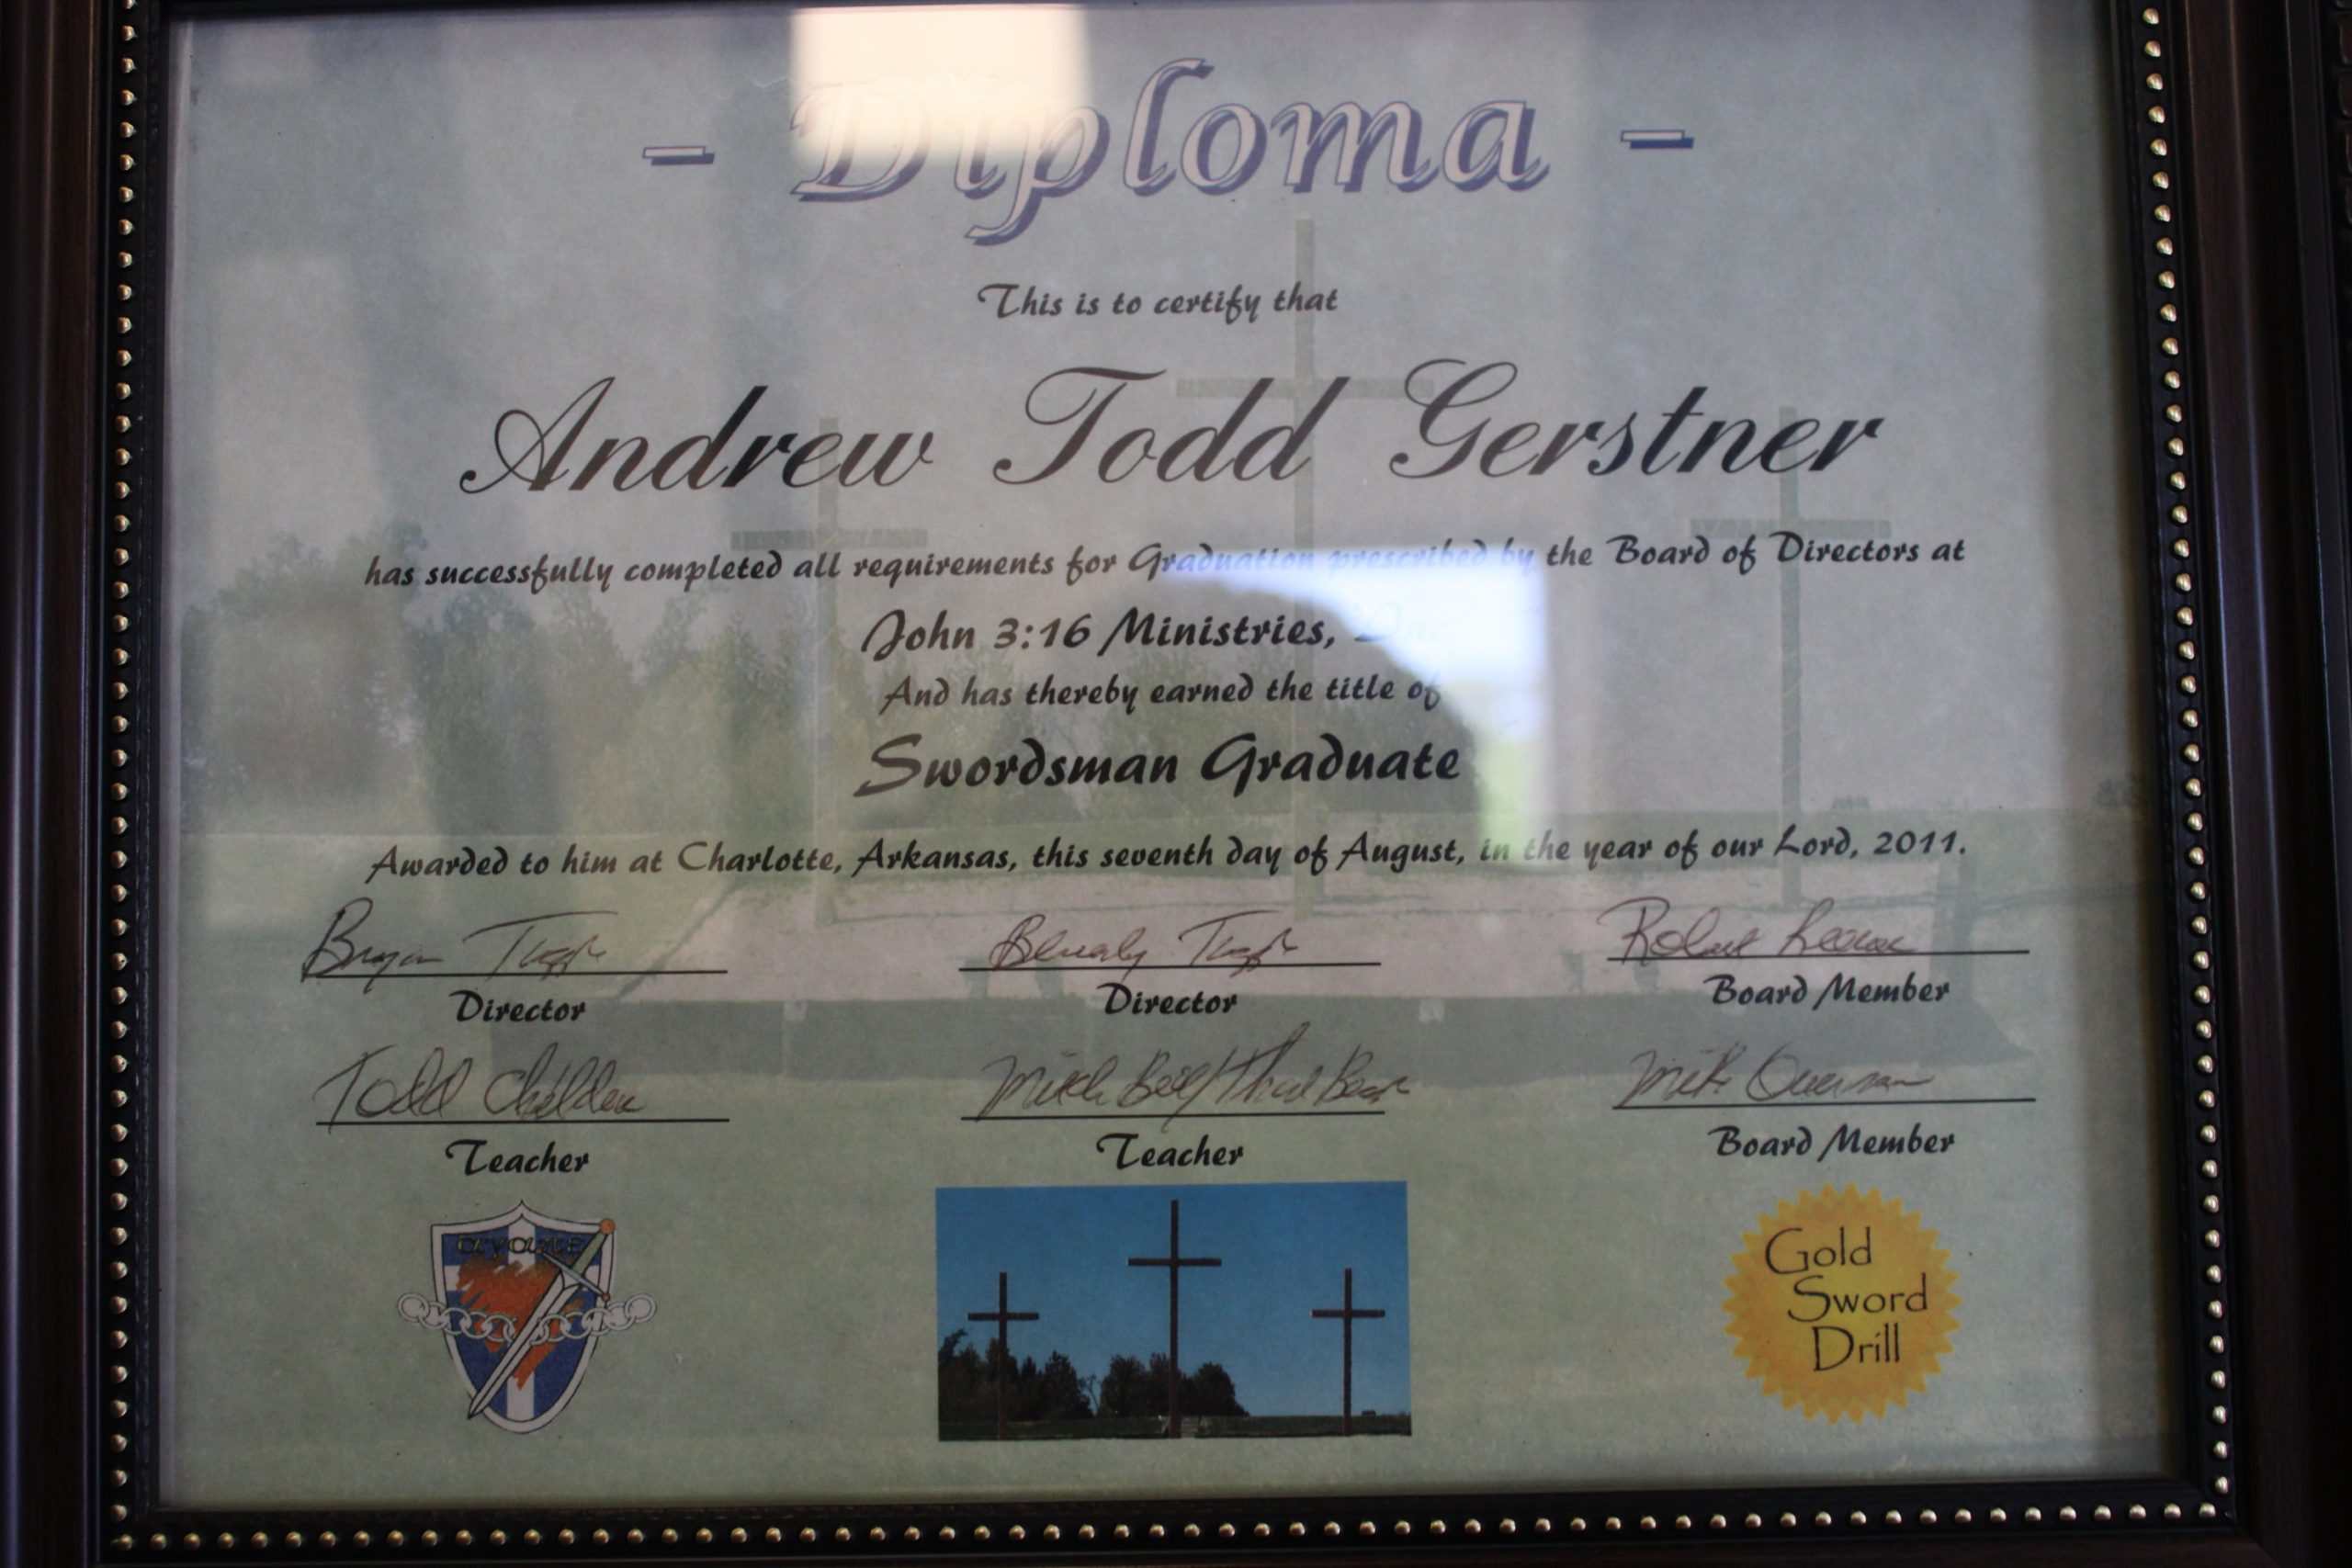 - Diploma -
This is to certify that
Andrew Todd Gerstner
has successfully completed all requirements for Graduation prescribed by the Board of Directors at
John 3:16 Ministries, Inc
And has thereby earned the title of
Swordsman Graduate
Awarded to him at Charlotte, Arkansas, this seventh day of August, in the year of our Lord, 2011.
Director Director Board Member
Todd
Teacher Teacher Board Member
Gold
Sword
Drill